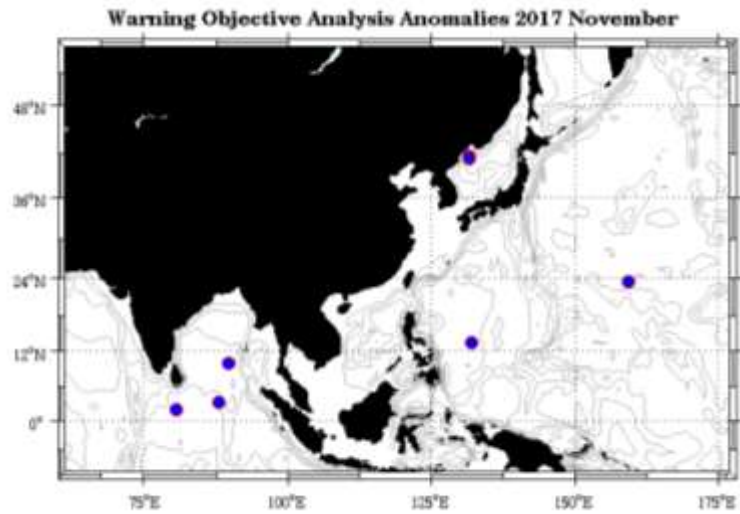 Warning Objective Analysis Anomalies 2017 November
48°N
36°N
24°N
12°N
0°
75°E
100°E
125°E
150°E
175°E